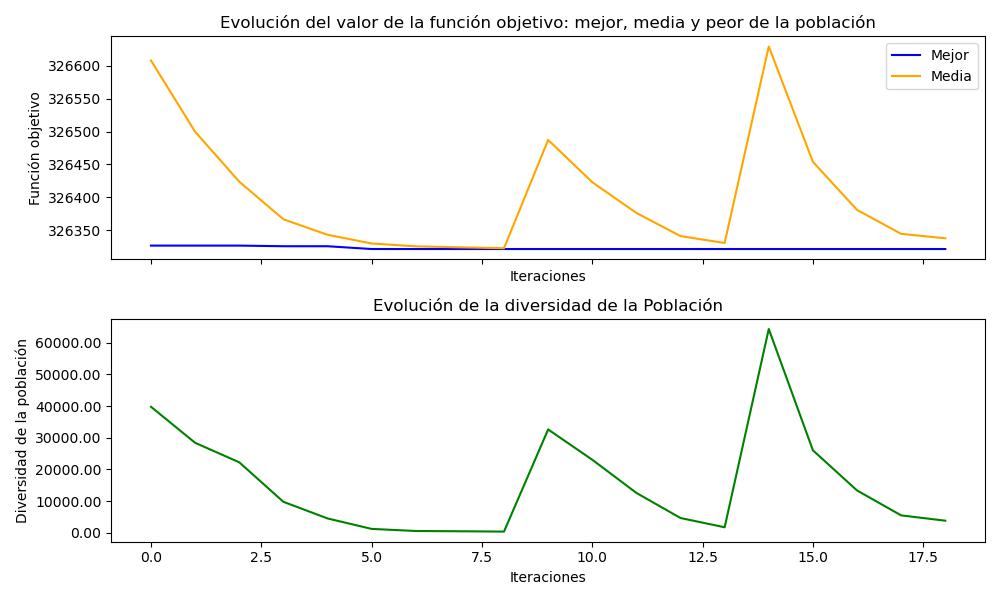 Evolución del valor de la función objetivo: mejor, media y peor de la población
Función objetivo
326600
326550
326500
326450
326400
326350
Mejor
Media
Iteraciones
Evolución de la diversidad de la Población
Diversidad de la población
60000.00
50000.00
40000.00
30000.00
20000.00
10000.00
0.00
0.0 2.5 5.0 7.5 10.0 12.5 15.0 17.5
Iteraciones